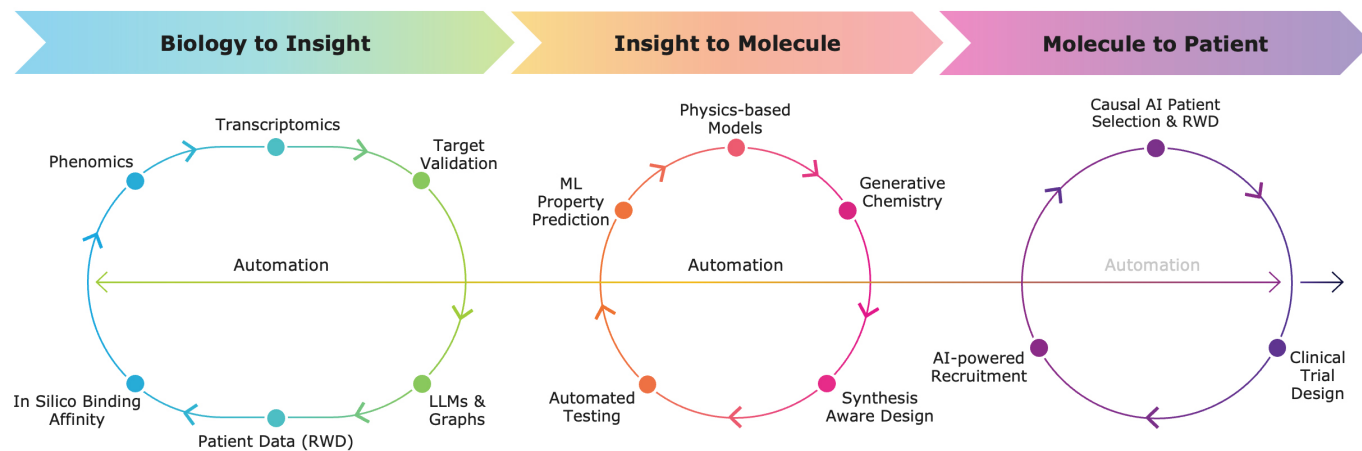 Biology to Insight
Insight to Molecule
Molecule to Patient
Transcriptomics
Phenomics
Target
Validation
Automation
In Silico Binding
Affinity
Patient Data (RWD)
LLMs &
Graphs
Physics-based
Models
ML
Property
Prediction
Generative
Chemistry
Automation
Automated
Testing
Synthesis
Aware Design
Causal AI Patient
Selection & RWD
Automation
AI-powered
Recruitment
Clinical
Trial
Design